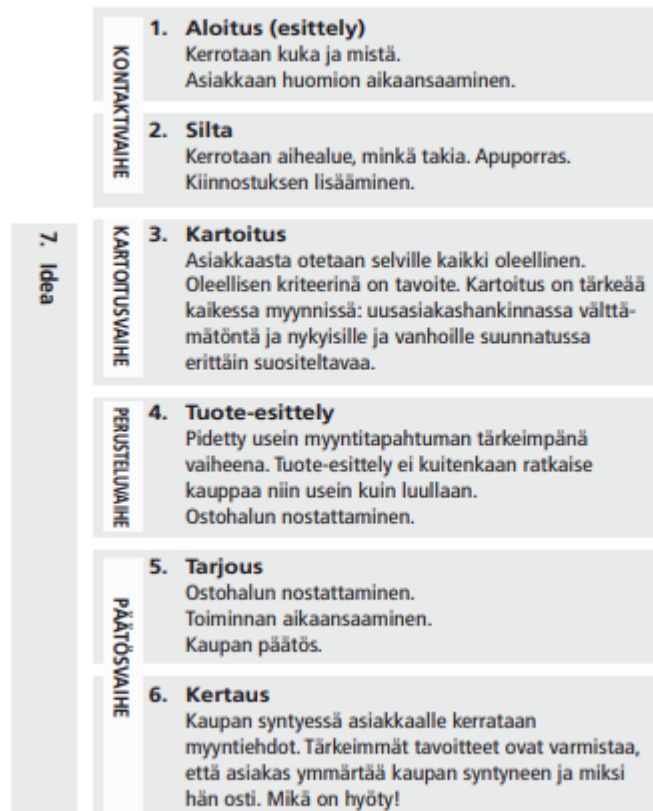 KONTAKTIVAIHE
1. Aloitus (esittely)
Kerrotaan kuka ja mistä.
Asiakkaan huomion aikaansaaminen.
2. Silta
Kerrotaan aihealue, minkä takia. Apuporras.
Kiinnostuksen lisääminen.
7. Idea
KARTOITUSVAIHE
3. Kartoitus
Asiakkaasta otetaan selville kaikki oleellinen.
Oleellisen kriteerinä on tavoite. Kartoitus on tärkeää
kaikessa myynnissä: uusasiakashankinnassa välttä-
mätöntä ja nykyisille ja vanhoille suunnatussa
erittäin suositeltavaa.
PERUSTELUVAIHE
4. Tuote-esittely
Pidetty usein myyntitapahtuman tärkeimpänä
vaiheena. Tuote-esittely ei kuitenkaan ratkaise
kauppaa niin usein kuin luullaan.
Ostohalun nostattaminen.
PÄÄTÖSVAIHE
5. Tarjous
Ostohalun nostattaminen.
Toiminnan aikaansaaminen.
Kaupan päätös.
6. Kertaus
Kaupan syntyessä asiakkaalle kerrataan
myyntiehdot. Tärkeimmät tavoitteet ovat varmistaa,
että asiakas ymmärtää kaupan syntyneen ja miksi
hän osti. Mikä on hyöty!